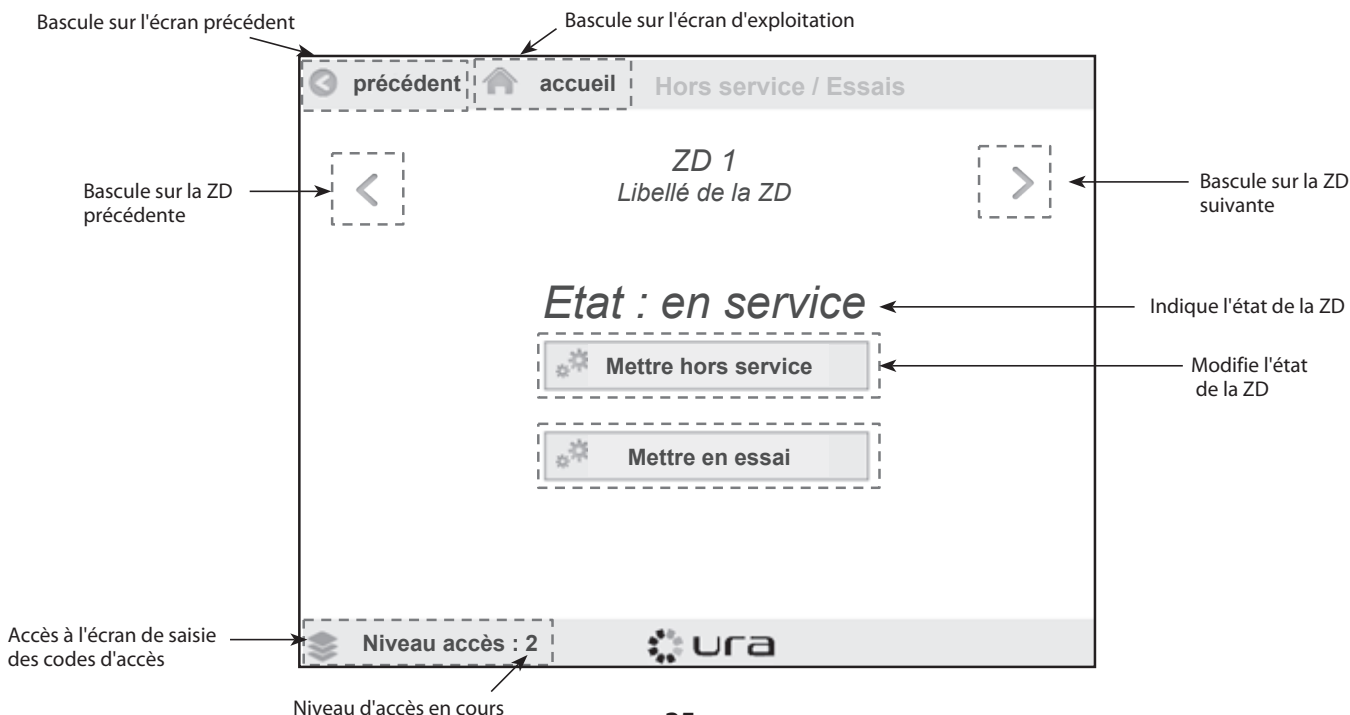 Bascule sur l'écran précédent
Bascule sur l'écran d'exploitation
précédent
accueil
Hors service / Essais
ZD 1
Libellé de la ZD
Bascule sur la ZD
précédente
Bascule sur la ZD
suivante
Etat : en service
Indique l'état de la ZD
Mettre hors service
Modifie l'état
de la ZD
Mettre en essai
Accès à l'écran de saisie
des codes d'accès
Niveau accès : 2
ura
Niveau d'accès en cours